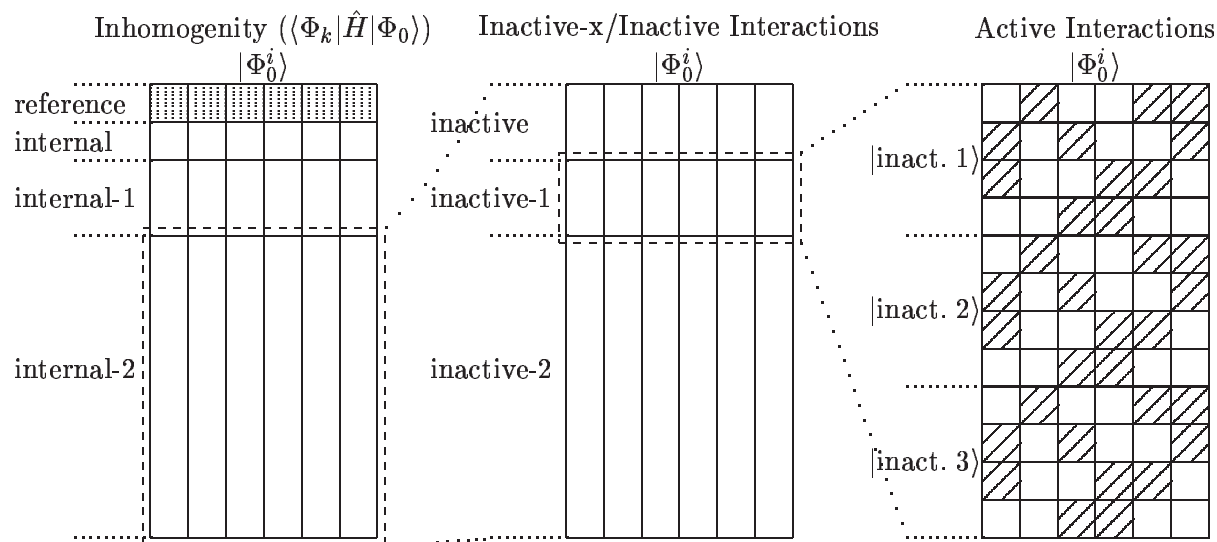 Inhomogenity (⟨Φ_k|Ĥ|Φ_0⟩)
|Φ_0^i⟩
reference
internal
internal-1
internal-2
Inactive-x/Inactive Interactions
|Φ_0^i⟩
inactive
inactive-1
inactive-2
Active Interactions
|Φ_0^i⟩
|inact. 1⟩
|inact. 2⟩
|inact. 3⟩